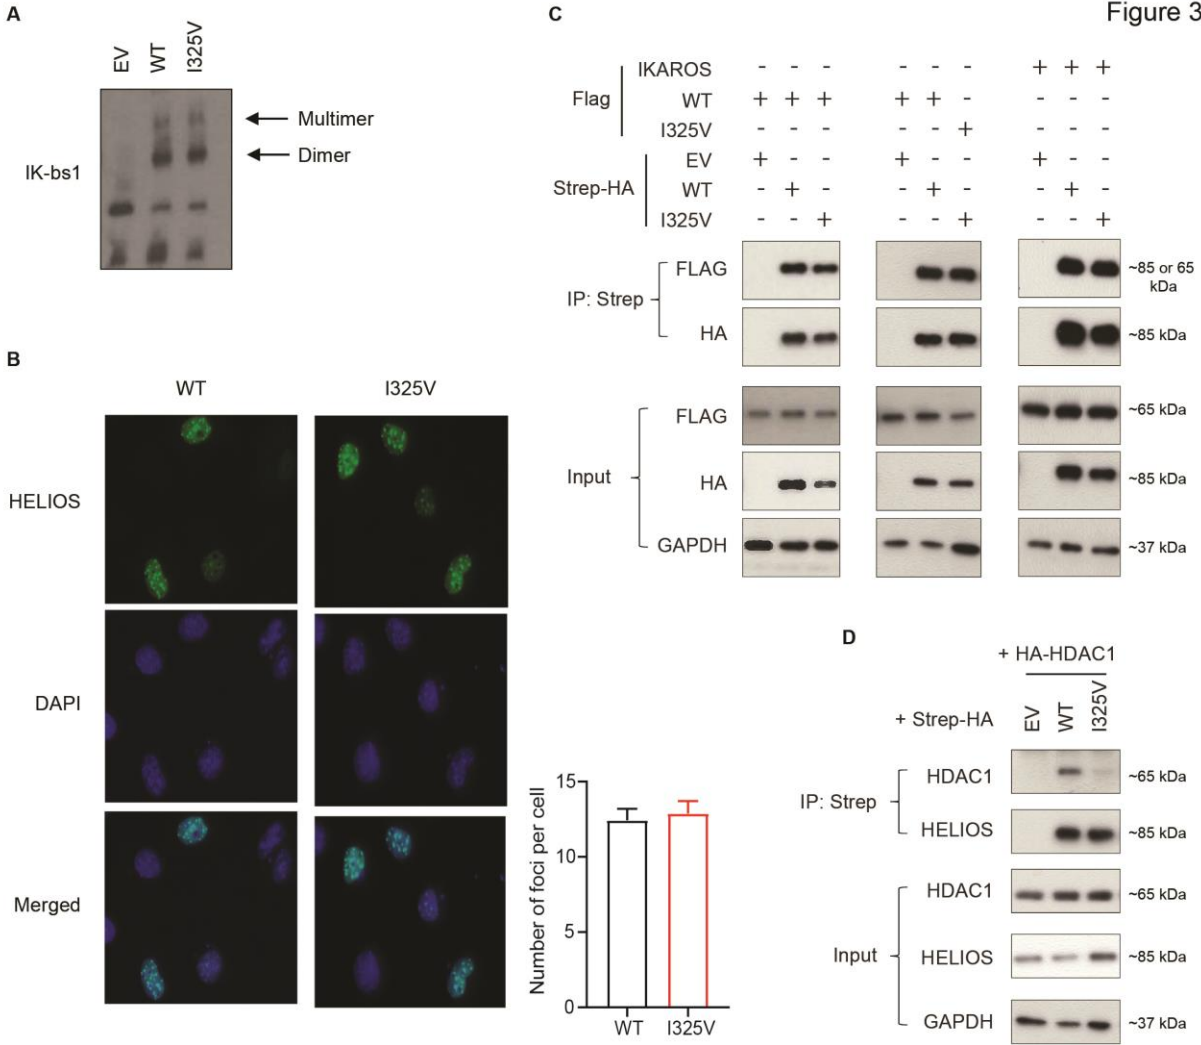 Figure 3
A
EV WT I325V
IK-bs1
Multimer
Dimer
B
WT I325V
HELIOS
DAPI
Merged
Number of foci per cell
15
10
5
0
WT I325V
C
Flag
IKAROS - - - - - - + + +
WT + + + + + - - - -
I325V - - - - - + - - -
Strep-HA
EV + - - + - - + - -
WT - + - - + - - + -
I325V - - + - - + - - +
IP: Strep
FLAG ~85 or 65 kDa
HA ~85 kDa
Input
FLAG ~65 kDa
HA ~85 kDa
GAPDH ~37 kDa
D
+ HA-HDAC1
+ Strep-HA EV WT I325V
IP: Strep
HDAC1 ~65 kDa
HELIOS ~85 kDa
Input
HDAC1 ~65 kDa
HELIOS ~85 kDa
GAPDH ~37 kDa